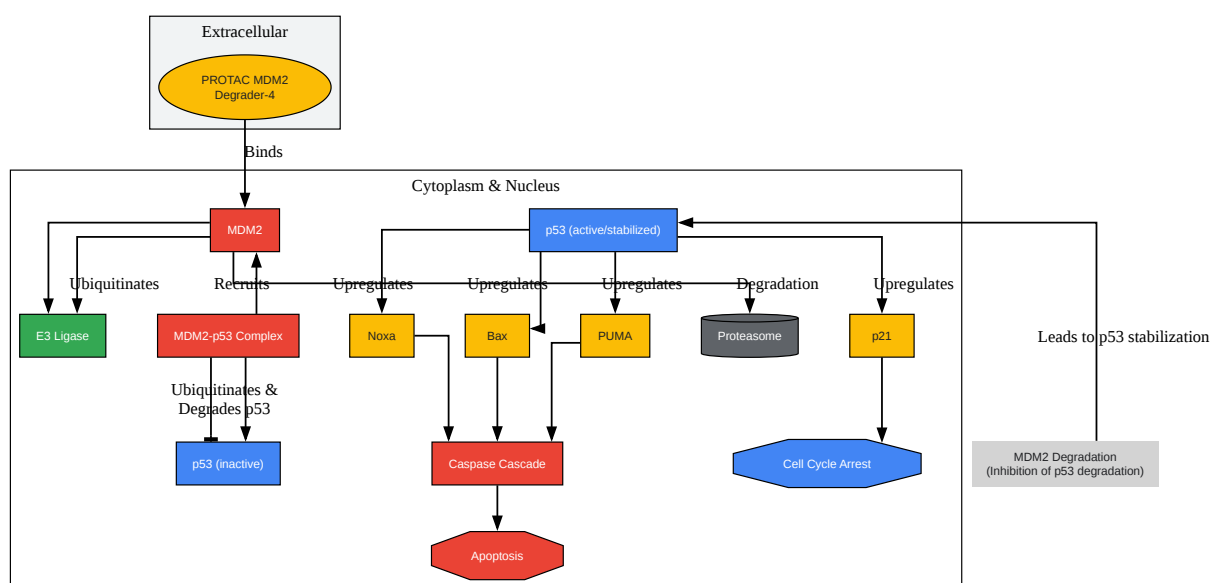 Extracellular
PROTAC MDM2
Degrader-4
Binds
Cytoplasm & Nucleus
MDM2
p53 (active/stabilized)
Ubiquitinates
Recruits
Upregulates
Upregulates
Upregulates
Degradation
Upregulates
E3 Ligase
MDM2-p53 Complex
Noxa
Bax
PUMA
Proteasome
p21
Leads to p53 stabilization
Ubiquitinates &
Degrades p53
p53 (inactive)
Caspase Cascade
Cell Cycle Arrest
MDM2 Degradation
(Inhibition of p53 degradation)
Apoptosis